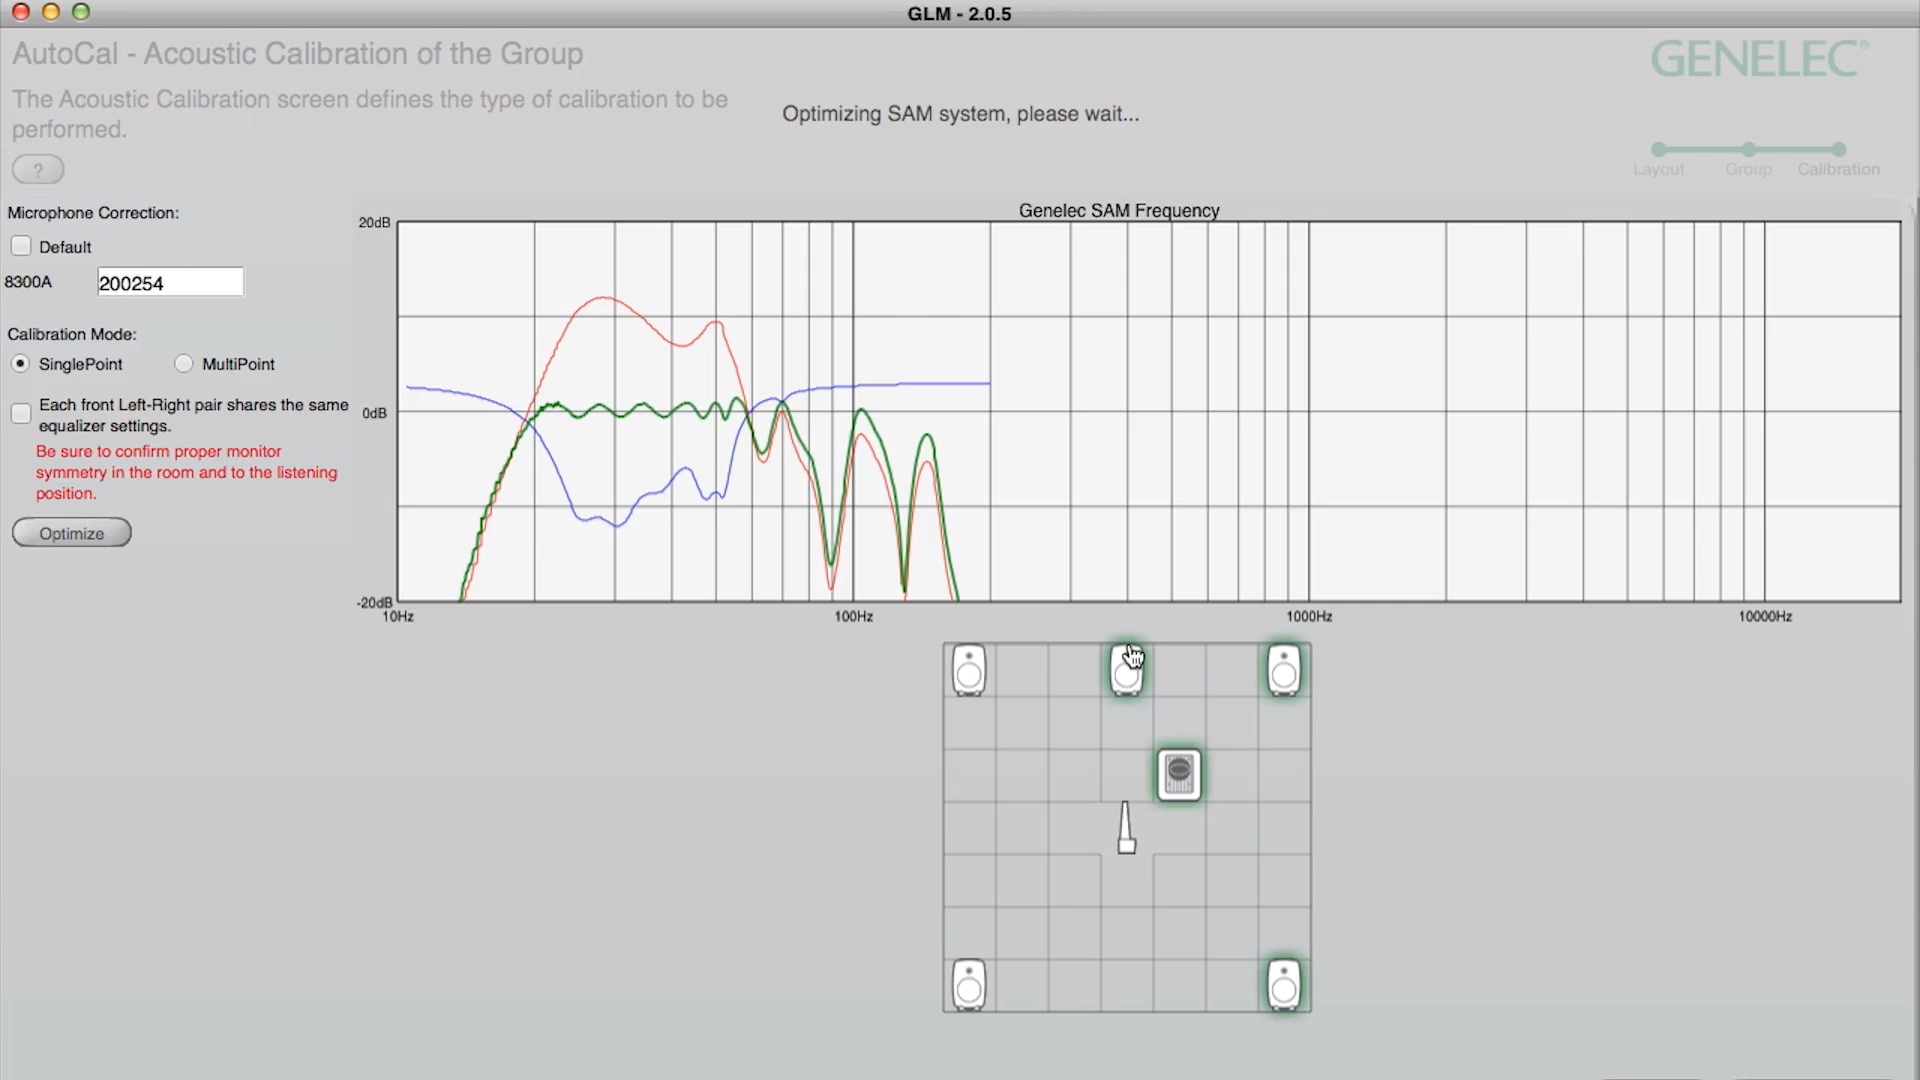 GLM - 2.0.5
AutoCal - Acoustic Calibration of the Group
GENELEC®
The Acoustic Calibration screen defines the type of calibration to be
performed.
Optimizing SAM system, please wait...
?
Layout
Group
Calibration
Microphone Correction:
Default
8300A
200254
Calibration Mode:
SinglePoint
MultiPoint
Each front Left-Right pair shares the same
equalizer settings.
Be sure to confirm proper monitor
symmetry in the room and to the listening
position.
Optimize
Genelec SAM Frequency
20dB
0dB
-20dB
10Hz
100Hz
1000Hz
10000Hz